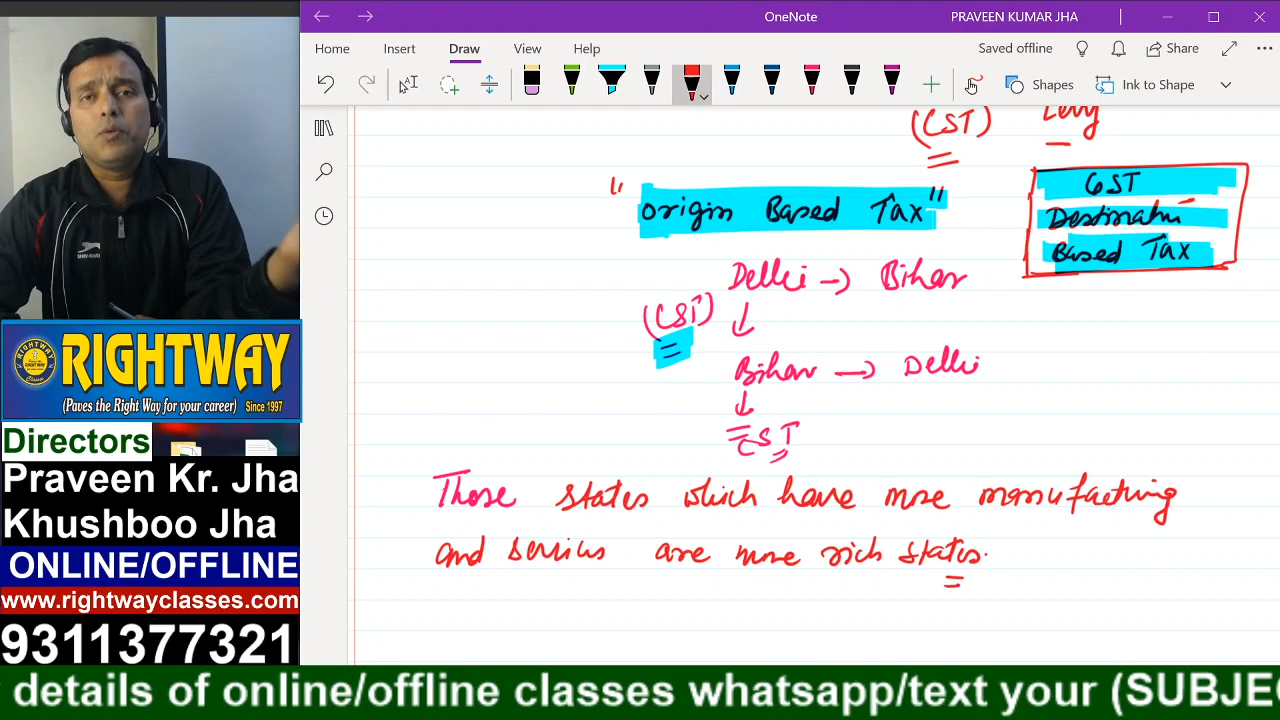 OneNote
PRAVEEN KUMAR JHA
Home Insert Draw View Help
Saved offline
Share
Shapes
Ink to Shape
(CST)
Levy
"Origin Based Tax"
GST
Destination
Based Tax
Delhi → Bihar
(CST)
↓
Bihar → Delhi
↓
CST
Those states which have more manufacturing
and services are more rich states.
RIGHTWAY
Classes
(Paves the Right Way for your career) Since 1997
SHIV-NARESH
Directors
Praveen Kr. Jha
Khushboo Jha
ONLINE/OFFLINE
www.rightwayclasses.com
9311377321
details of online/offline classes whatsapp/text your (SUBJE